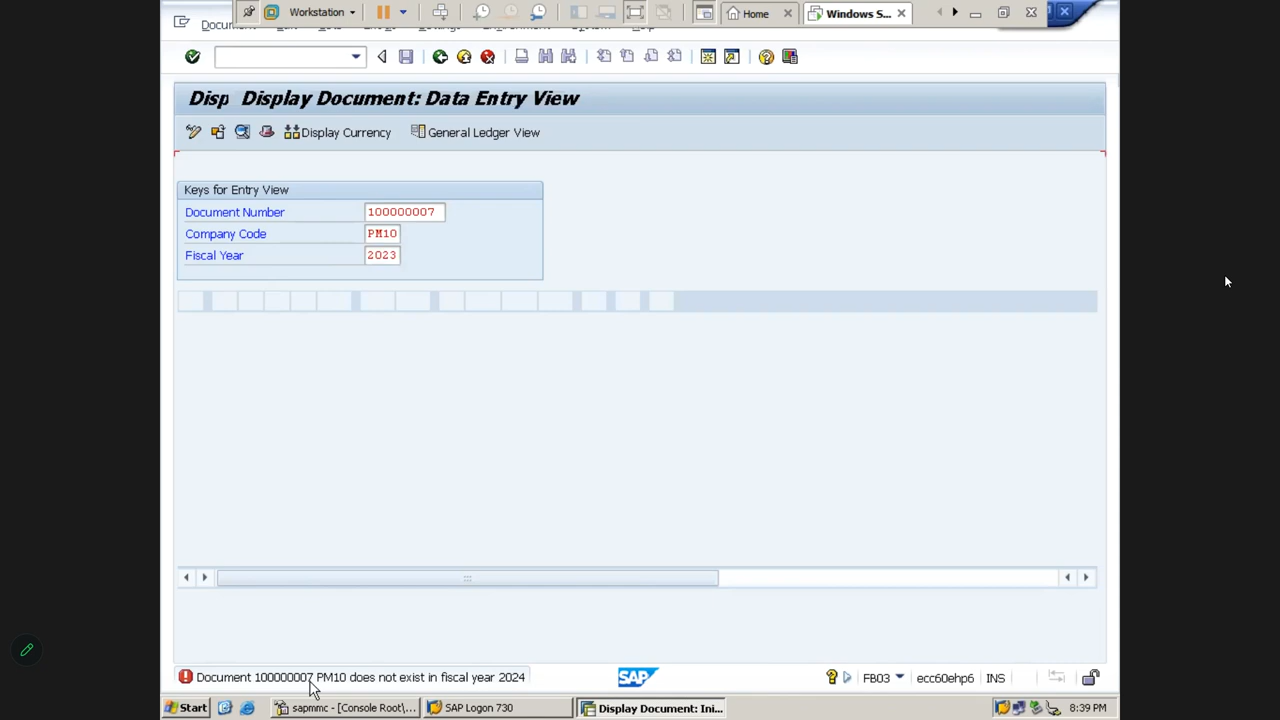 Workstation
Home
Windows S...
Document
Disp Display Document: Data Entry View
Display Currency
General Ledger View
Keys for Entry View
Document Number 100000007
Company Code PM10
Fiscal Year 2023
Document 100000007 PM10 does not exist in fiscal year 2024
SAP
FB03
ecc60ehp6
INS
Start
sapmmc - [Console Root\...
SAP Logon 730
Display Document: Ini...
8:39 PM